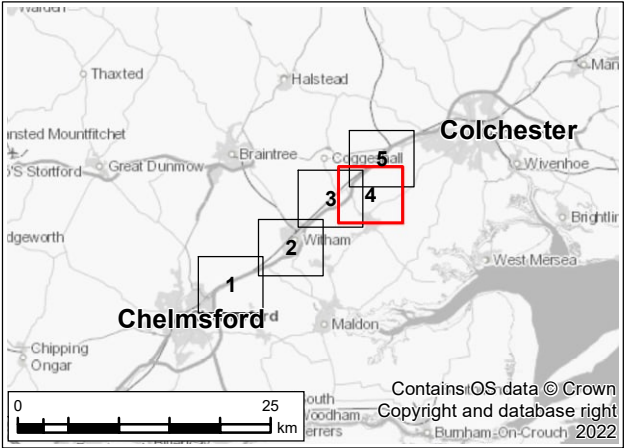 Thaxted
Halstead
Colchester
nsted Mountfitchet
Coggeshall
5
Braintree
Wivenhoe
Great Dunmow
'S Stortford
4
3
Brightlin
dgeworth
2
Witham
West Mersea
1
Chelmsford
Maldon
Chipping
Ongar
Contains OS data © Crown
0 25
Copyright and database right
km
2022
Burnham-On-Crouch